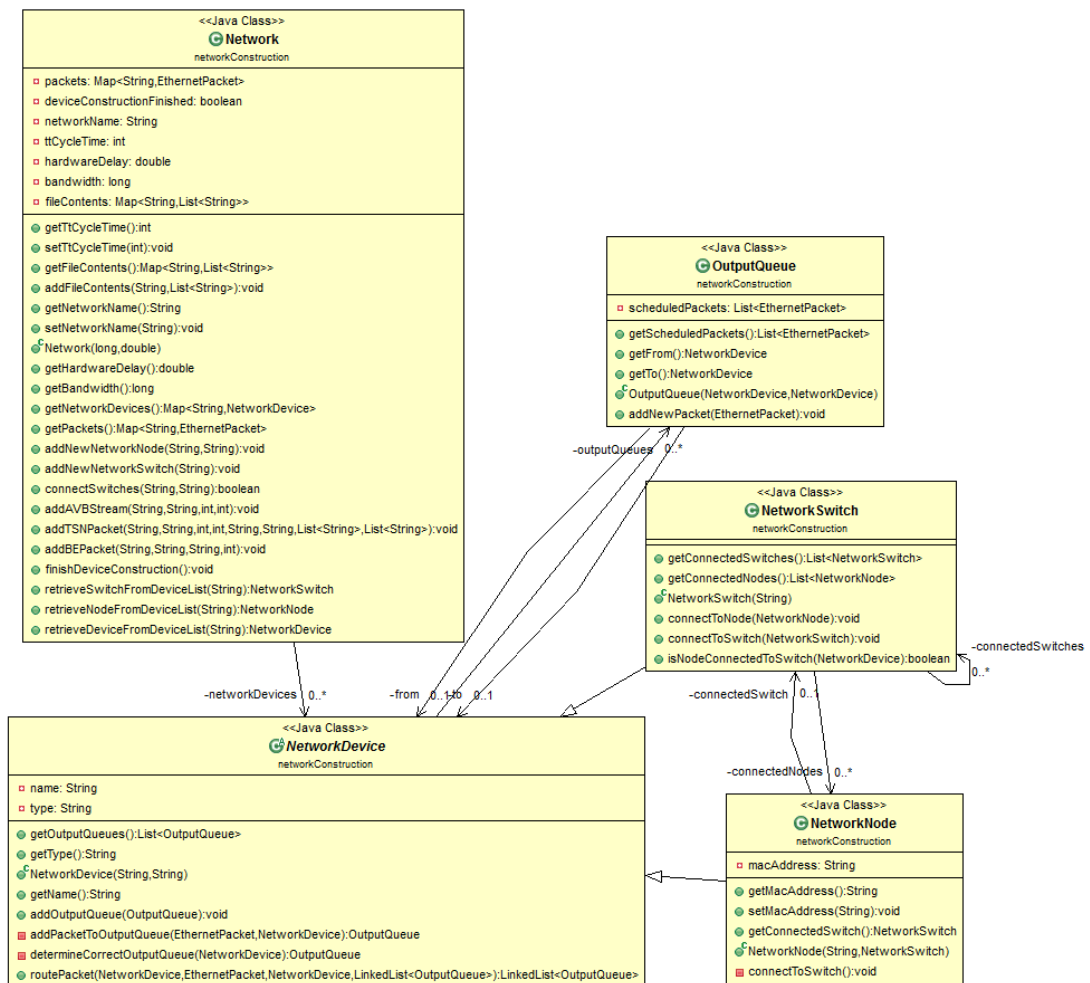 <<Java Class>>
Network
networkConstruction
packets: Map<String,EthernetPacket>
deviceConstructionFinished: boolean
networkName: String
ttCycleTime: int
hardwareDelay: double
bandwidth: long
fileContents: Map<String,List<String>>
getTtCycleTime():int
setTtCycleTime(int):void
getFileContents():Map<String,List<String>>
addFileContents(String,List<String>):void
getNetworkName():String
setNetworkName(String):void
Network(long,double)
getHardwareDelay():double
getBandwidth():long
getNetworkDevices():Map<String,NetworkDevice>
getPackets():Map<String,EthernetPacket>
addNewNetworkNode(String,String):void
addNewNetworkSwitch(String):void
connectSwitches(String,String):boolean
addAVBStream(String,String,int,int):void
addTSNPacket(String,String,int,int,String,String,List<String>,List<String>):void
addBEPacket(String,String,String,int):void
finishDeviceConstruction():void
retrieveSwitchFromDeviceList(String):NetworkSwitch
retrieveNodeFromDeviceList(String):NetworkNode
retrieveDeviceFromDeviceList(String):NetworkDevice
<<Java Class>>
OutputQueue
networkConstruction
scheduledPackets: List<EthernetPacket>
getScheduledPackets():List<EthernetPacket>
getFrom():NetworkDevice
getTo():NetworkDevice
OutputQueue(NetworkDevice,NetworkDevice)
addNewPacket(EthernetPacket):void
-outputQueues 0..*
<<Java Class>>
NetworkSwitch
networkConstruction
getConnectedSwitches():List<NetworkSwitch>
getConnectedNodes():List<NetworkNode>
NetworkSwitch(String)
connectToNode(NetworkNode):void
connectToSwitch(NetworkSwitch):void
isNodeConnectedToSwitch(NetworkDevice):boolean
-connectedSwitches
0..*
-networkDevices 0..*
-from 0..1
-to 0..1
-connectedSwitch 0..1
-connectedNodes 0..*
<<Java Class>>
NetworkDevice
networkConstruction
name: String
type: String
getOutputQueues():List<OutputQueue>
getType():String
NetworkDevice(String,String)
getName():String
addOutputQueue(OutputQueue):void
addPacketToOutputQueue(EthernetPacket,NetworkDevice):OutputQueue
determineCorrectOutputQueue(NetworkDevice):OutputQueue
routePacket(NetworkDevice,EthernetPacket,NetworkDevice,LinkedList<OutputQueue>):LinkedList<OutputQueue>
<<Java Class>>
NetworkNode
networkConstruction
macAddress: String
getMacAddress():String
setMacAddress(String):void
getConnectedSwitch():NetworkSwitch
NetworkNode(String,NetworkSwitch)
connectToSwitch():void